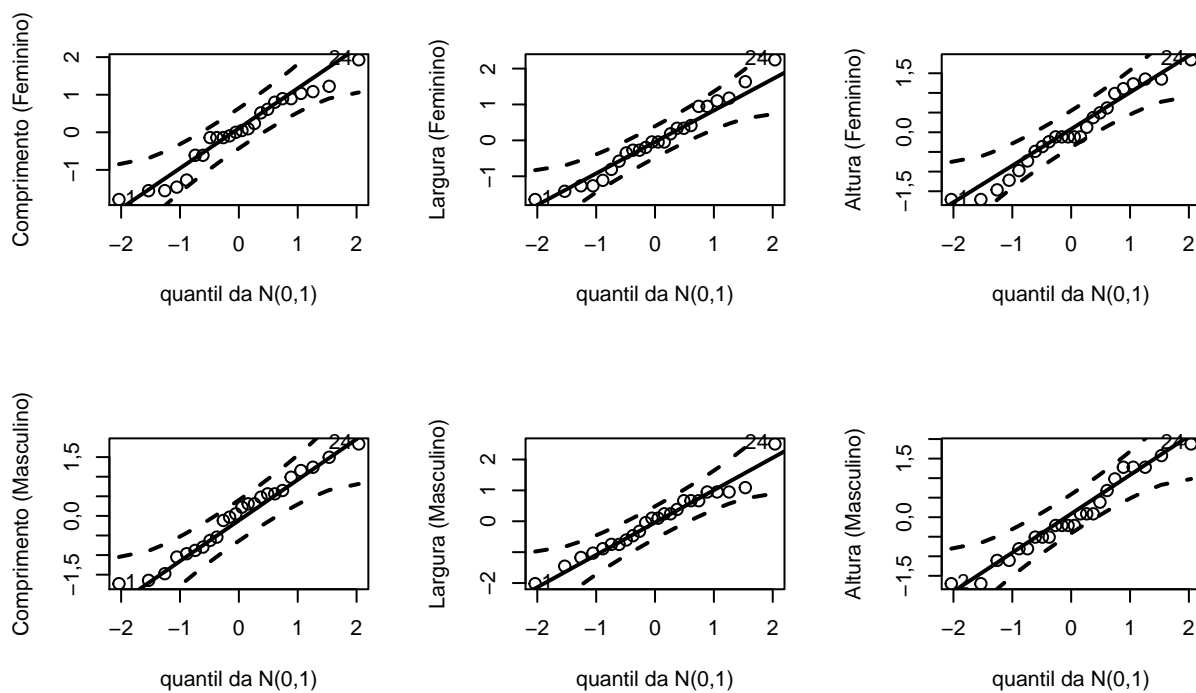 Comprimento (Feminino)
2
1
0
−1
24
1
−2 −1 0 1 2
quantil da N(0,1)
Largura (Feminino)
2
1
0
−1
24
1
−2 −1 0 1 2
quantil da N(0,1)
Altura (Feminino)
1,5
0,0
−1,5
24
1
−2 −1 0 1 2
quantil da N(0,1)
Comprimento (Masculino)
1,5
0,0
−1,5
24
1
−2 −1 0 1 2
quantil da N(0,1)
Largura (Masculino)
2
1
0
−2
24
1
−2 −1 0 1 2
quantil da N(0,1)
Altura (Masculino)
1,5
0,0
−1,5
24
1
−2 −1 0 1 2
quantil da N(0,1)